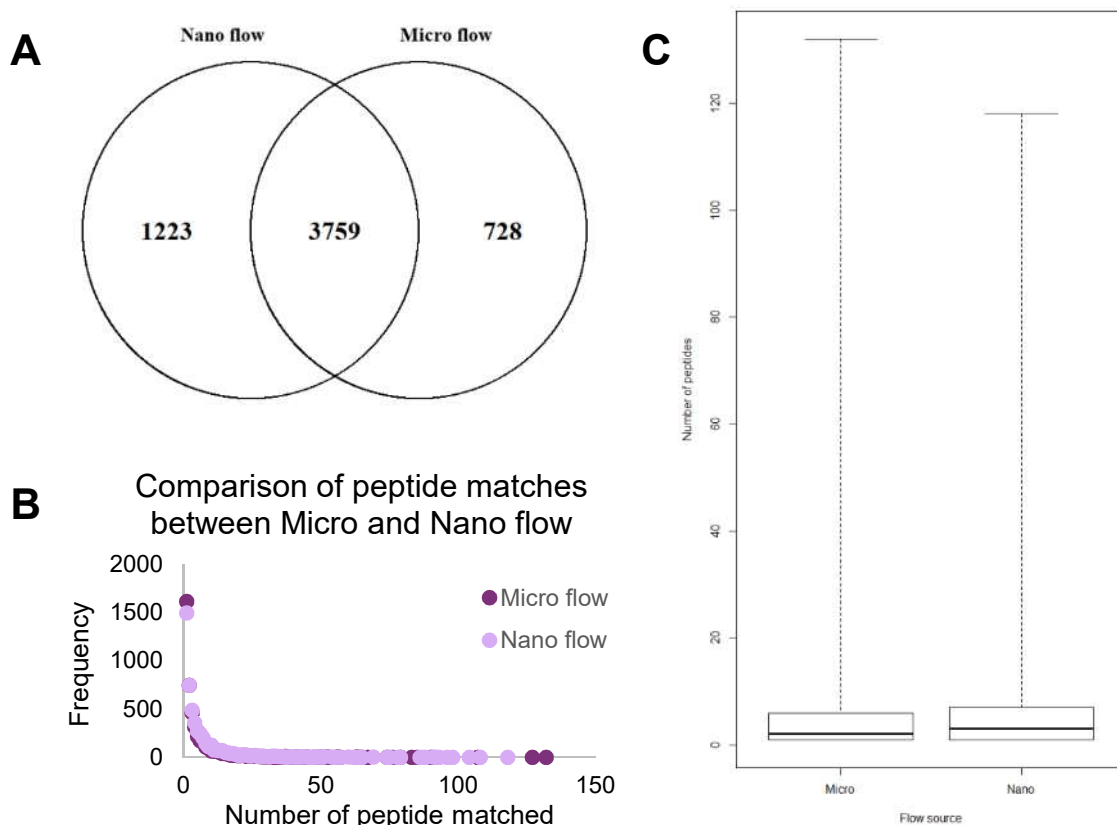 A
Nano flow
Micro flow
1223
3759
728
B
Comparison of peptide matches
between Micro and Nano flow
2000
1500
1000
500
0
Frequency
Micro flow
Nano flow
0
50
100
150
Number of peptide matched
C
120
100
80
60
40
20
0
Number of peptides
Micro
Nano
Flow source